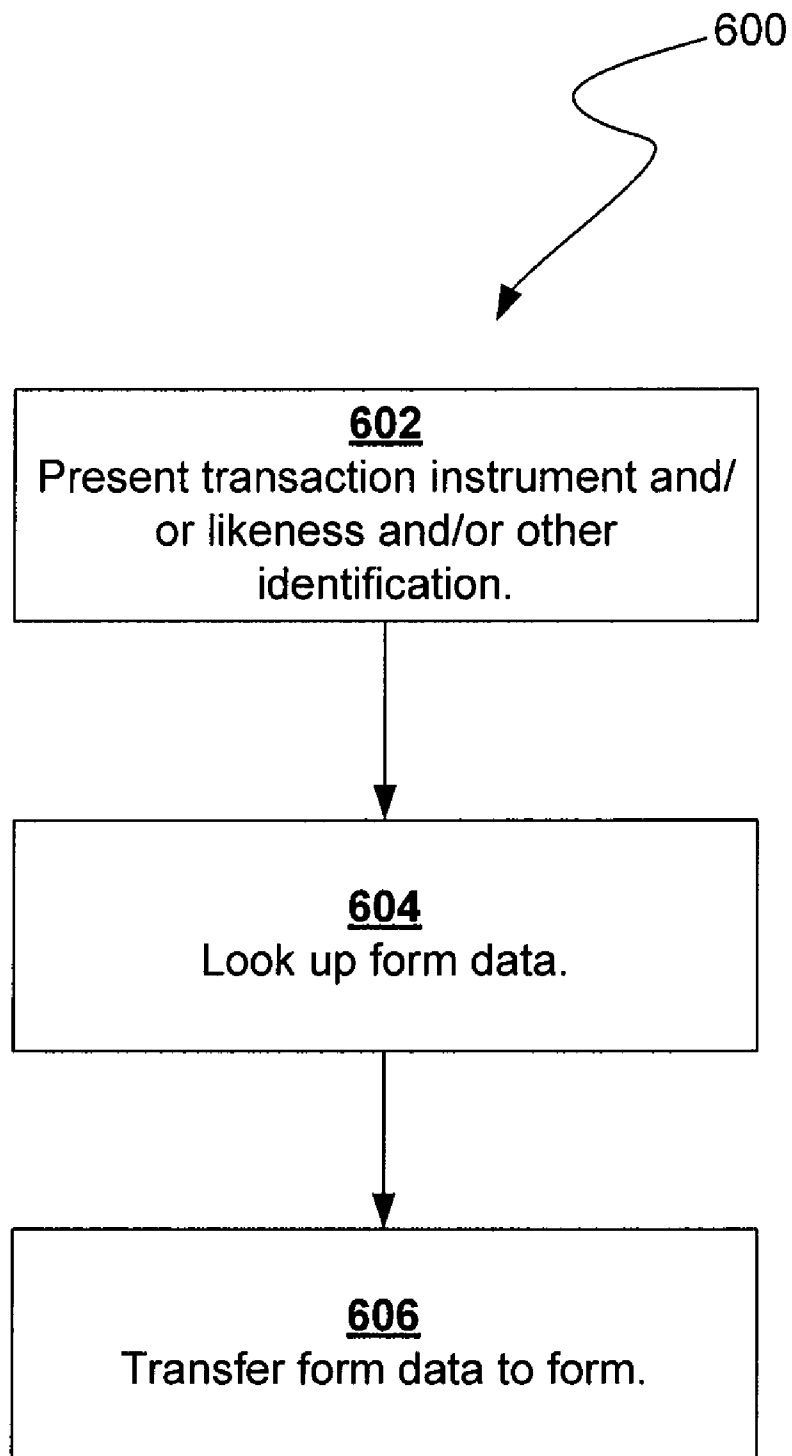 600
602
Present transaction instrument and/
or likeness and/or other
identification.
604
Look up form data.
606
Transfer form data to form.